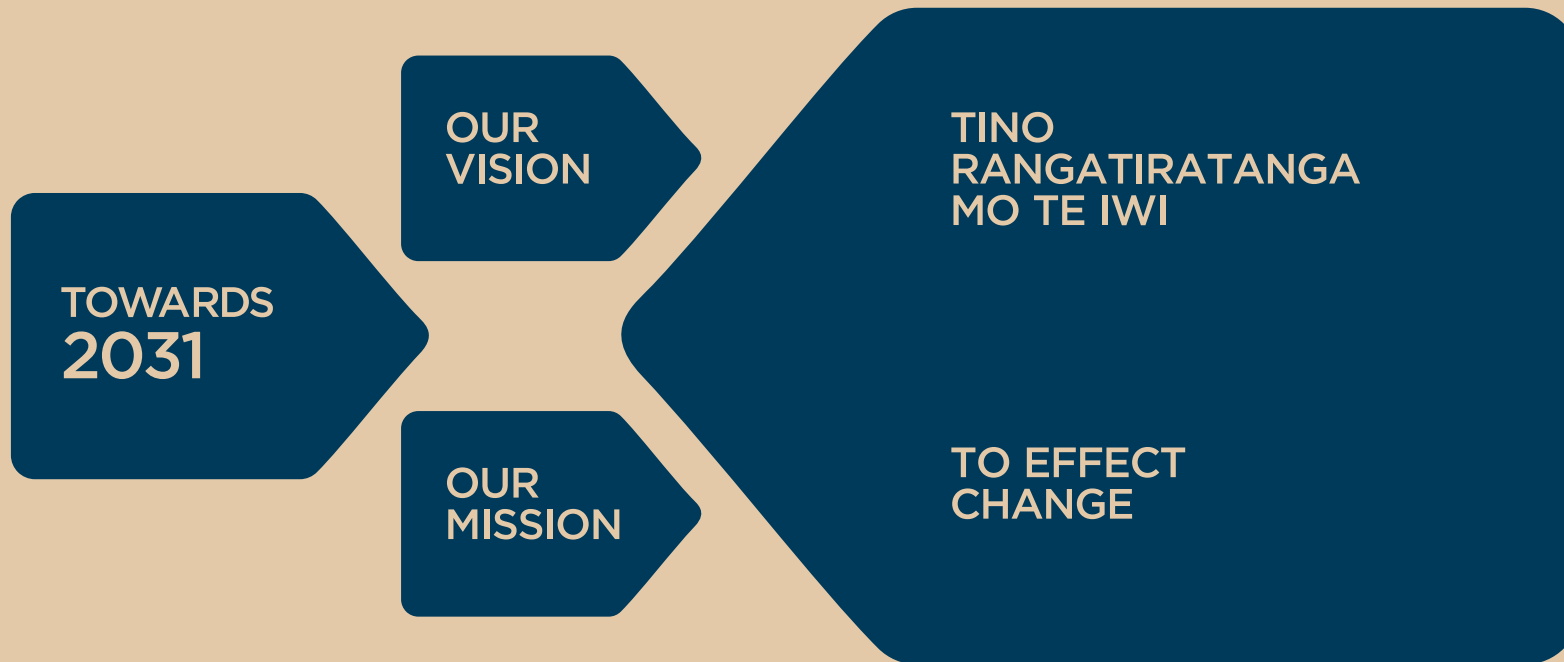 TOWARDS
2031
OUR
VISION
TINO
RANGATIRATANGA
MO TE IWI
OUR
MISSION
TO EFFECT
CHANGE